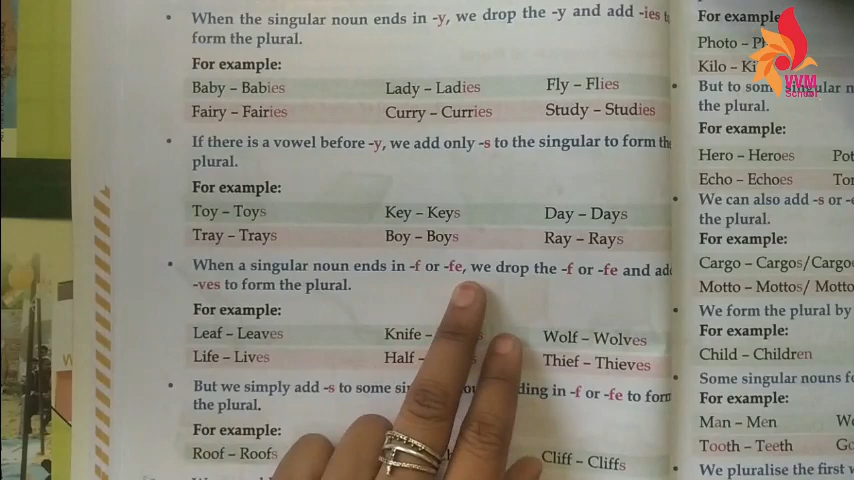 When the singular noun ends in -y, we drop the -y and add -ies
form the plural.
For example:
Baby – Babies Lady – Ladies Fly – Flies
Fairy – Fairies Curry – Curries Study – Studies
If there is a vowel before -y, we add only -s to the singular to form the
plural.
For example:
Toy – Toys Key – Keys Day – Days
Tray – Trays Boy – Boys Ray – Rays
When a singular noun ends in -f or -fe, we drop the -f or -fe and
-ves to form the plural.
For example:
Leaf – Leaves Knife – Wolf – Wolves
Life – Lives Half – Thief – Thieves
But we simply add -s to some in -f or -fe to form
the plural.
For example:
Roof – Roofs Cliff – Cliffs
For example:
Photo –
Kilo –
But to some singular
the plural.
For example:
Hero – Heroes
Echo – Echoes
We can also add -s or
the plural.
For example:
Cargo – Cargos/
Motto – Mottos/
We form the plural by
For example:
Child – Children
Some singular nouns
For example:
Man – Men
Tooth – Teeth
We pluralise the first
VVM
School